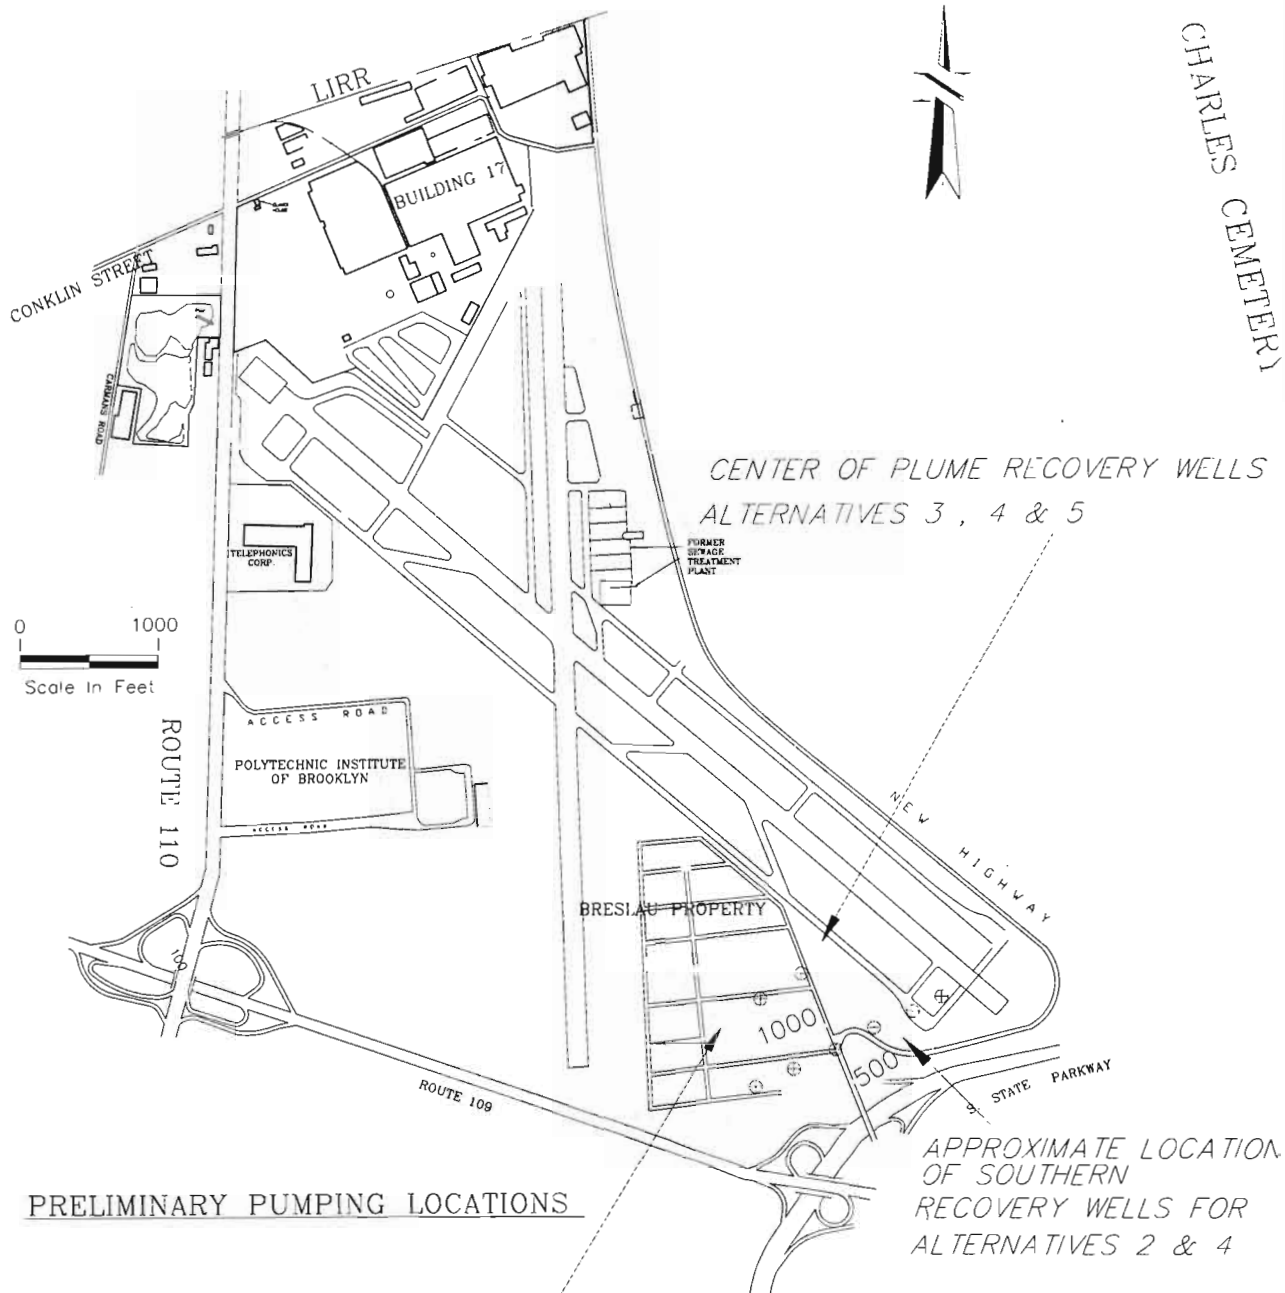 LIRR
CHARLES CEMETERY
BUILDING 17
CONKLIN STREET
CARMANS ROAD
CENTER OF PLUME RECOVERY WELLS
ALTERNATIVES 3 , 4 & 5
FORMER
SEWAGE
TREATMENT
PLANT
TELEPHONICS
CORP.
0 1000
Scale In Feet
ROUTE 110
ACCESS ROAD
POLYTECHNIC INSTITUTE
OF BROOKLYN
ACCESS ROAD
NEW HIGHWAY
BRESLAU PROPERTY
100
1000
500
ROUTE 109
S. STATE PARKWAY
APPROXIMATE LOCATION
OF SOUTHERN
RECOVERY WELLS FOR
ALTERNATIVES 2 & 4
PRELIMINARY PUMPING LOCATIONS